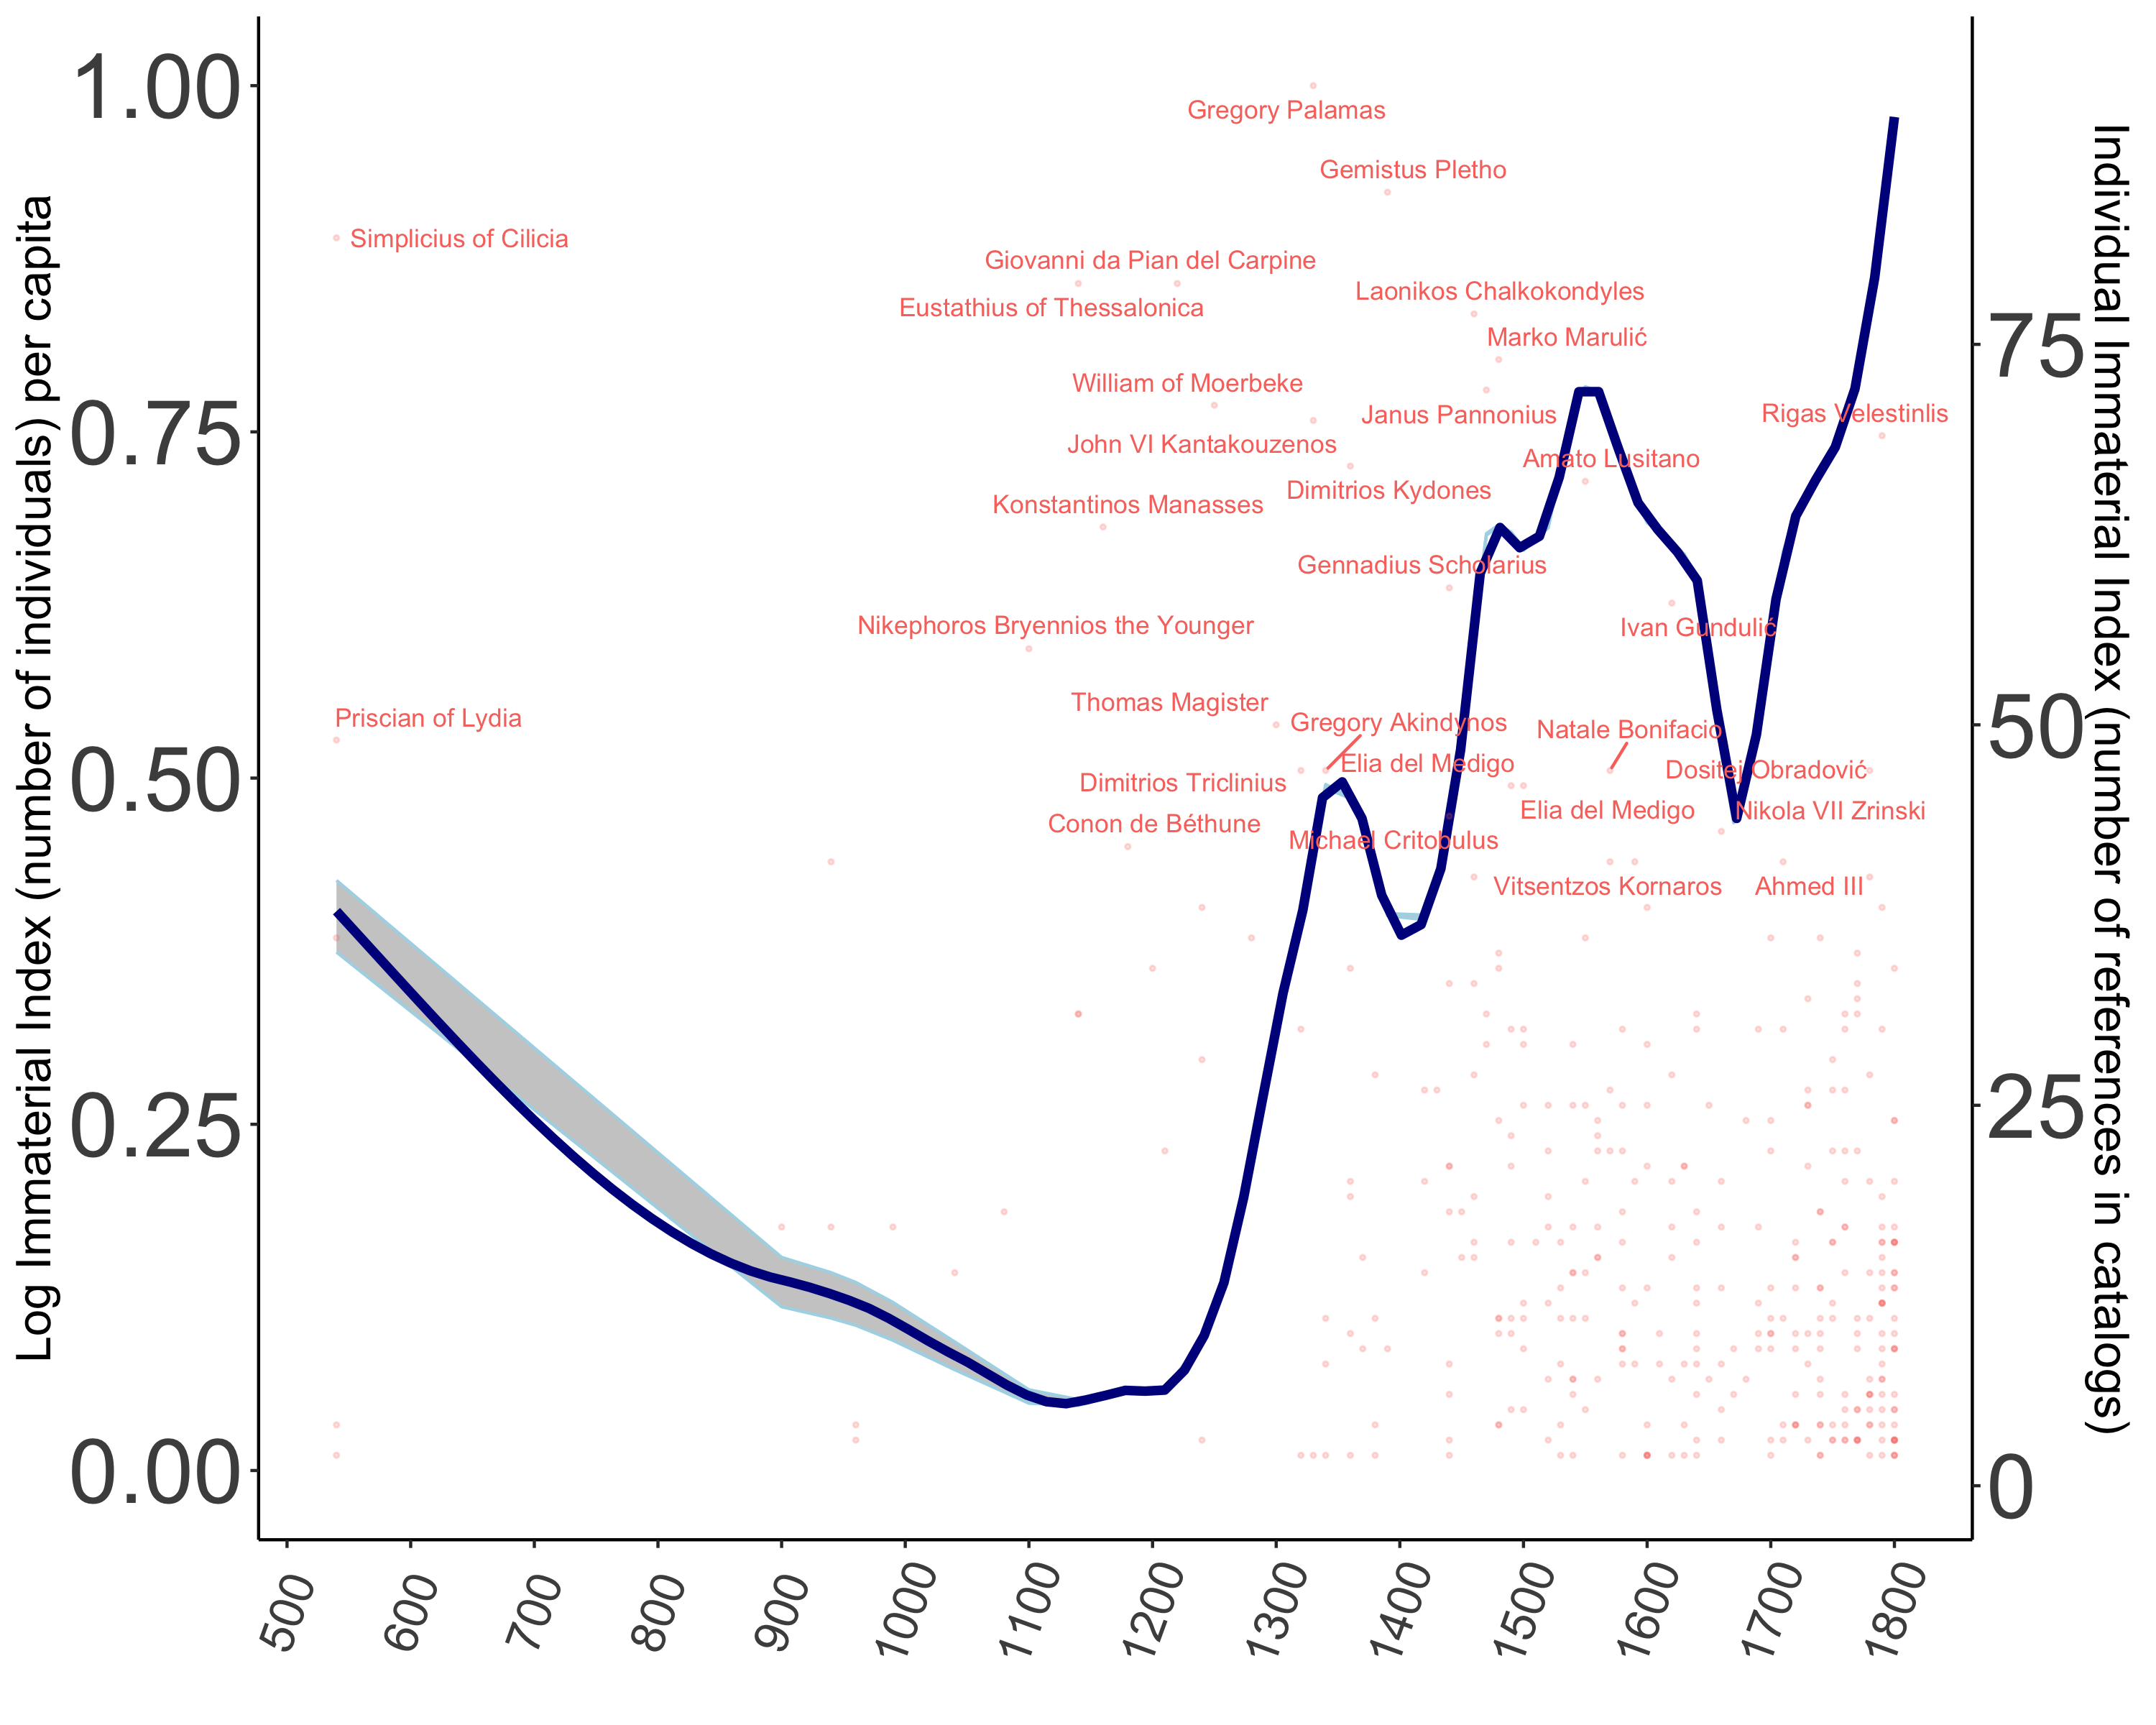 Log Immaterial Index (number of individuals) per capita
1.00
0.75
0.50
0.25
0.00
Gregory Palamas
Gemistus Pletho
Simplicius of Cilicia
Giovanni da Pian del Carpine
Laonikos Chalkokondyles
Eustathius of Thessalonica
Marko Marulić
William of Moerbeke
Janus Pannonius
Rigas Velestinlis
John VI Kantakouzenos
Amato Lusitano
Dimitrios Kydones
Konstantinos Manasses
Gennadius Scholarius
Nikephoros Bryennios the Younger
Ivan Gundulić
Thomas Magister
Priscian of Lydia
Gregory Akindynos
Natale Bonifacio
Elia del Medigo
Dositej Obradović
Dimitrios Triclinius
Elia del Medigo
Nikola VII Zrinski
Conon de Béthune
Michael Critobulus
Vitsentzos Kornaros
Ahmed III
75
50
25
0
Individual Immaterial Index (number of references in catalogs)
500
600
700
800
900
1000
1100
1200
1300
1400
1500
1600
1700
1800